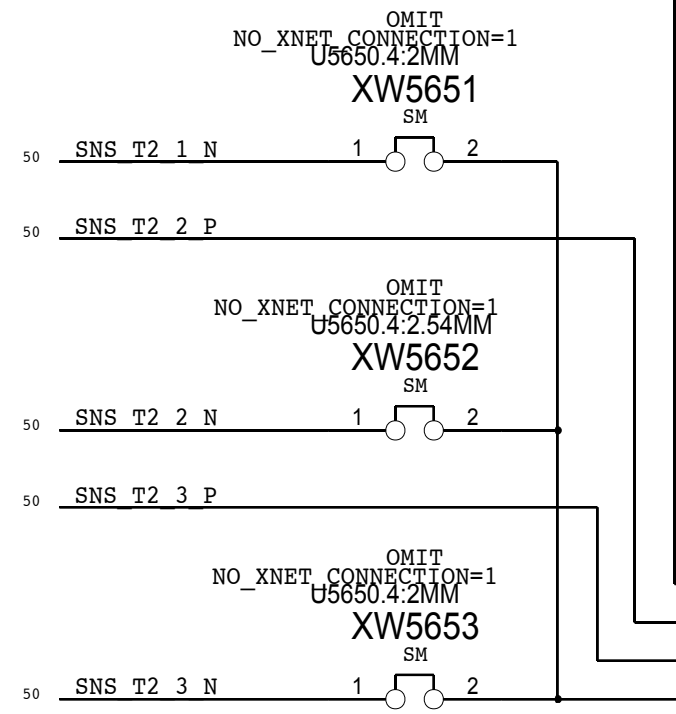 OMIT
NO_XNET_CONNECTION=1
U5650.4:2MM
XW5651
SM
50 SNS_T2_1_N 1 2
50 SNS_T2_2_P
OMIT
NO_XNET_CONNECTION=1
U5650.4:2.54MM
XW5652
SM
50 SNS_T2_2_N 1 2
50 SNS_T2_3_P
OMIT
NO_XNET_CONNECTION=1
U5650.4:2MM
XW5653
SM
50 SNS_T2_3_N 1 2